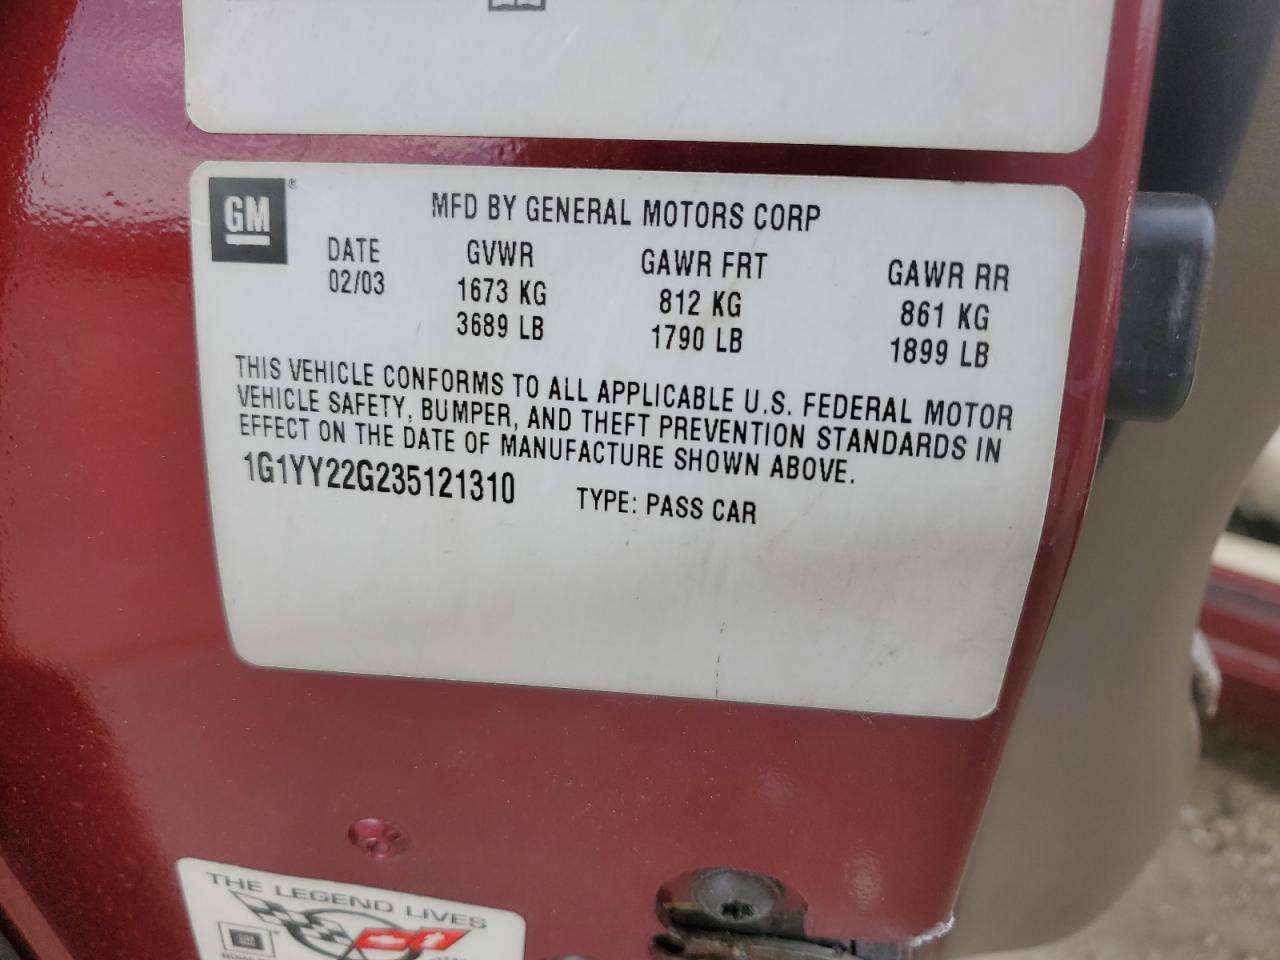 GM ®
MFD BY GENERAL MOTORS CORP
DATE GVWR GAWR FRT GAWR RR
02/03 1673 KG 812 KG 861 KG
3689 LB 1790 LB 1899 LB
THIS VEHICLE CONFORMS TO ALL APPLICABLE U.S. FEDERAL MOTOR
VEHICLE SAFETY, BUMPER, AND THEFT PREVENTION STANDARDS IN
EFFECT ON THE DATE OF MANUFACTURE SHOWN ABOVE.
1G1YY22G235121310 TYPE: PASS CAR
THE LEGEND LIVES
GM